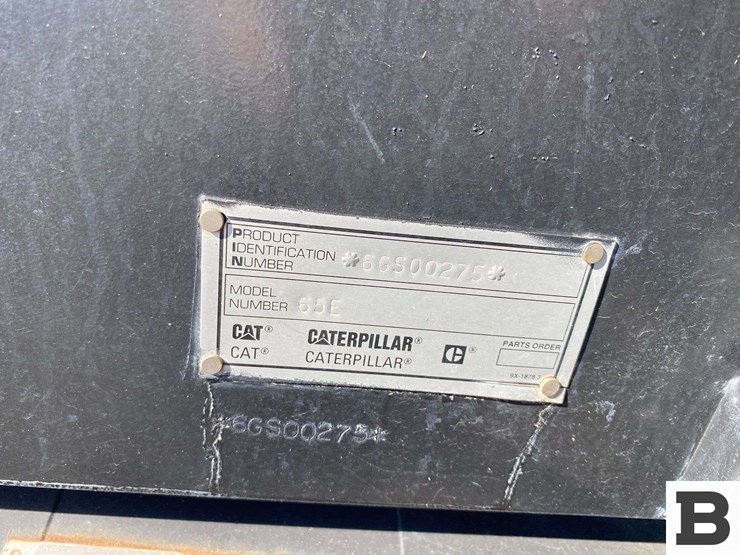 PRODUCT
IDENTIFICATION
NUMBER *6GS00275*
MODEL
NUMBER 65E
CAT® CATERPILLAR® C®
CAT® CATERPILLAR®
PARTS ORDER
*6GS00275*
B